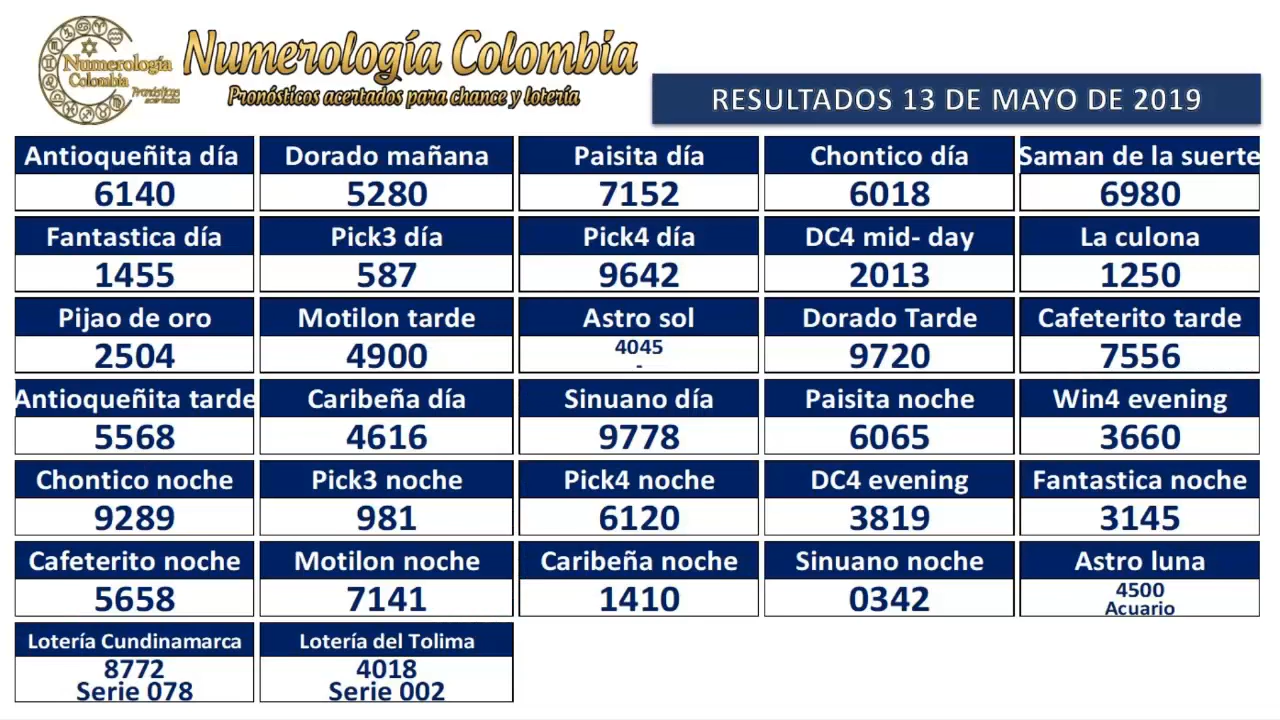 Numerología
Colombia
Pronósticos
Numerología Colombia
Pronósticos acertados para chance y lotería
RESULTADOS 13 DE MAYO DE 2019
Antioqueñita día Dorado mañana Paisita día Chontico día Saman de la suerte
6140 5280 7152 6018 6980
Fantastica día Pick3 día Pick4 día DC4 mid- day La culona
1455 587 9642 2013 1250
Pijao de oro Motilon tarde Astro sol Dorado Tarde Cafeterito tarde
2504 4900 4045 9720 7556
-
Antioqueñita tarde Caribeña día Sinuano día Paisita noche Win4 evening
5568 4616 9778 6065 3660
Chontico noche Pick3 noche Pick4 noche DC4 evening Fantastica noche
9289 981 6120 3819 3145
Cafeterito noche Motilon noche Caribeña noche Sinuano noche Astro luna
5658 7141 1410 0342 4500
Acuario
Lotería Cundinamarca Lotería del Tolima
8772 4018
Serie 078 Serie 002